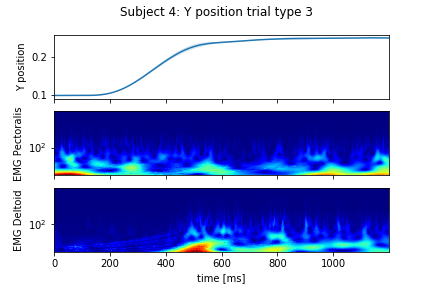 Subject 4: Y position trial type 3
Y position
0.2
0.1
EMG Pectoralis
10²
EMG Deltoid
10²
0 200 400 600 800 1000
time [ms]